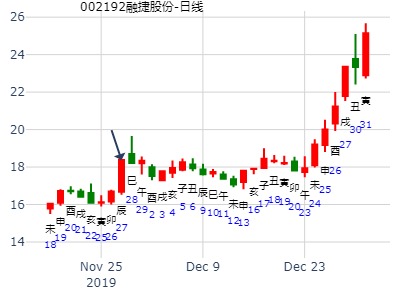 002192融捷股份-日线
26
24
22
20
18
16
14
未 申 酉 戌 亥 寅 卯 辰 巳 午 酉 戌 亥 子 丑 辰 巳 午 未 申 亥 子 丑 寅 卯 午 未 申 酉 戌 丑 寅
18 19 20 21 22 25 26 27 28 29 2 3 4 5 6 9 10 11 12 13 16 17 18 19 20 23 24 25 26 27 30 31
Nov 25 Dec 9 Dec 23
2019